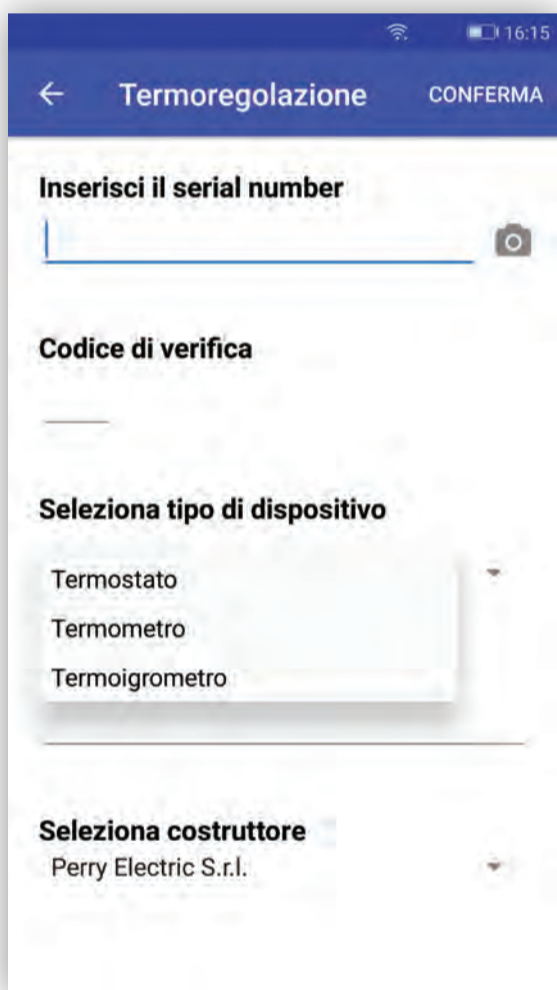 16:15
Termoregolazione CONFERMA
Inserisci il serial number
Codice di verifica
Seleziona tipo di dispositivo
Termostato
Termometro
Termoigrometro
Seleziona costruttore
Perry Electric S.r.l.